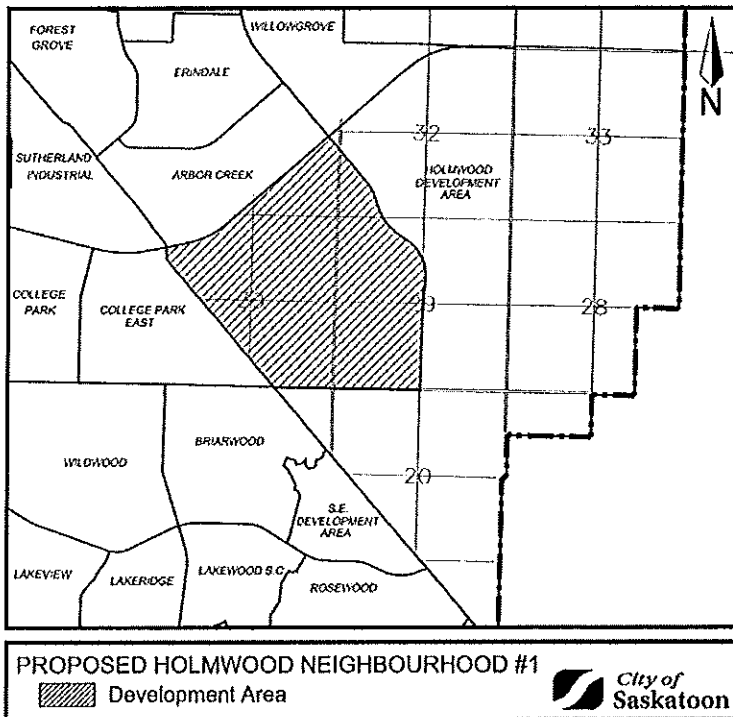 FOREST
GROVE
WILLOWGROVE
ERINDALE
N
32
33
SUTHERLAND
INDUSTRIAL
ARBOR CREEK
HOLMWOOD
DEVELOPMENT
AREA
COLLEGE
PARK
COLLEGE PARK
EAST
29
28
BRIARWOOD
WILDWOOD
20
S.E.
DEVELOPMENT
AREA
LAKEVIEW
LAKERIDGE
LAKEWOOD S.C.
ROSEWOOD
PROPOSED HOLMWOOD NEIGHBOURHOOD #1
Development Area
City of
Saskatoon